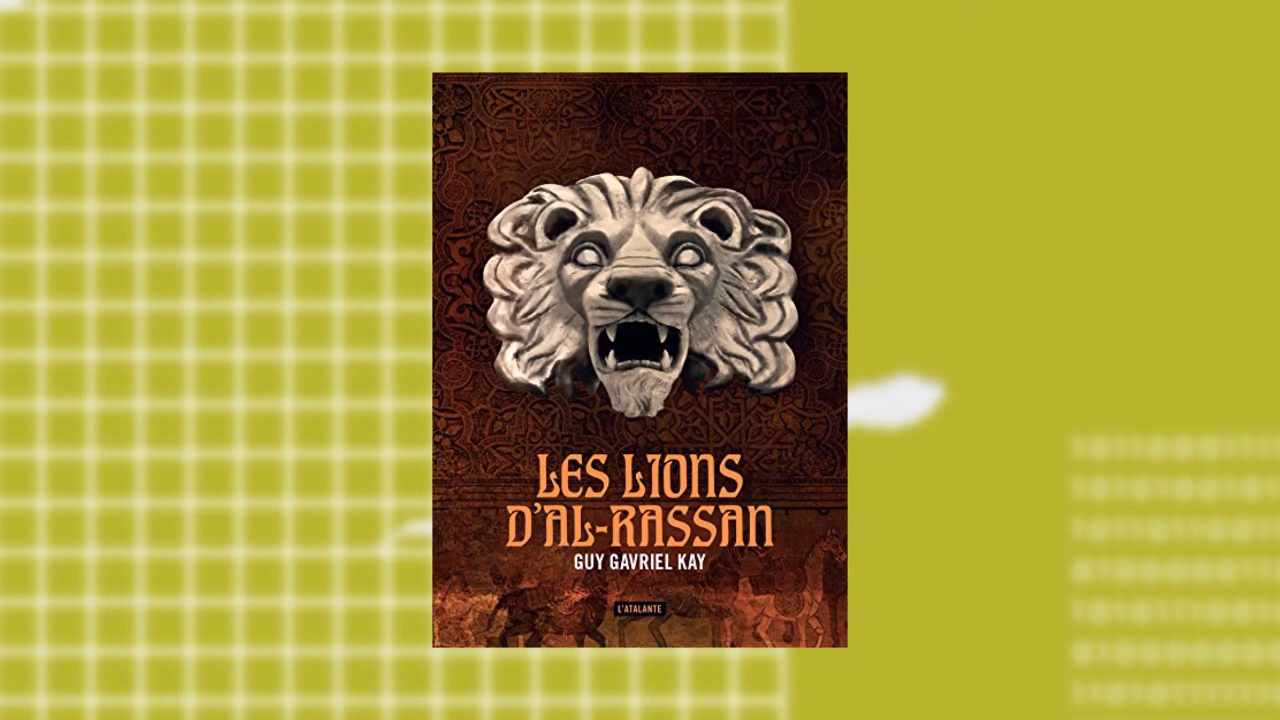 LES LIONS
D'AL-RASSAN
GUY GAVRIEL KAY
L'ATALANTE